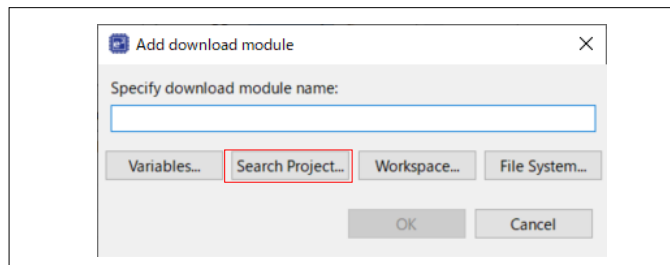 Add download module
Specify download module name:
Variables... Search Project... Workspace... File System...
OK Cancel